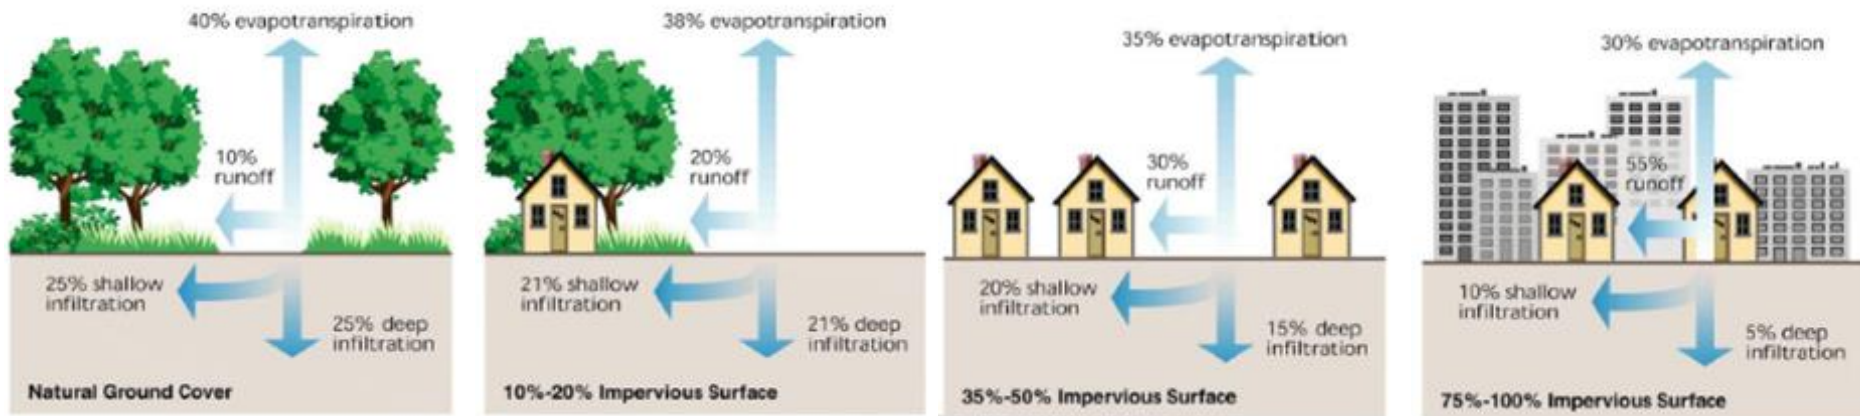 40% evapotranspiration
10%
runoff
25% shallow
infiltration
25% deep
infiltration
Natural Ground Cover
38% evapotranspiration
20%
runoff
21% shallow
infiltration
21% deep
infiltration
10%-20% Impervious Surface
35% evapotranspiration
30%
runoff
20% shallow
infiltration
15% deep
infiltration
35%-50% Impervious Surface
30% evapotranspiration
55%
runoff
10% shallow
infiltration
5% deep
infiltration
75%-100% Impervious Surface